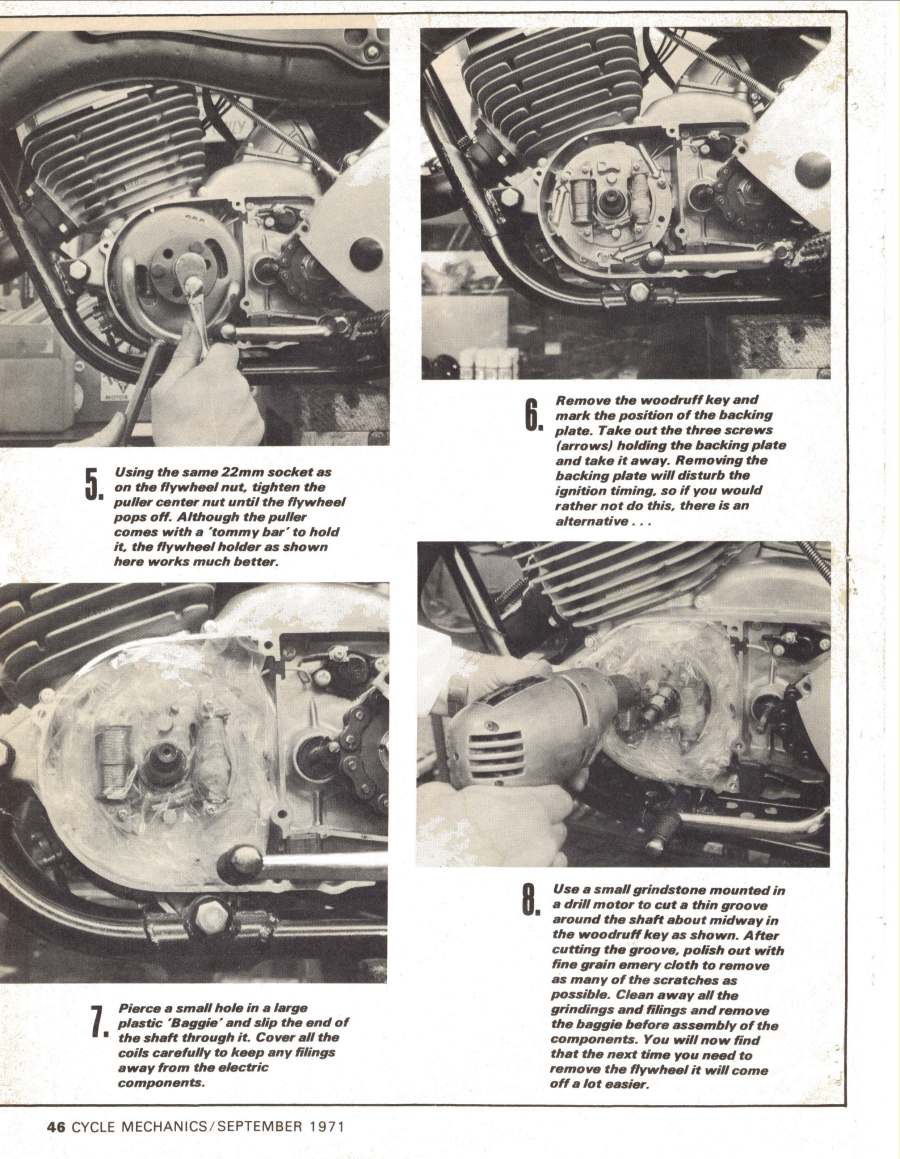 5.
Using the same 22mm socket as
on the flywheel nut, tighten the
puller center nut until the flywheel
pops off. Although the puller
comes with a 'tommy bar' to hold
it, the flywheel holder as shown
here works much better.
6.
Remove the woodruff key and
mark the position of the backing
plate. Take out the three screws
(arrows) holding the backing plate
and take it away. Removing the
backing plate will disturb the
ignition timing, so if you would
rather not do this, there is an
alternative . . .
7.
Pierce a small hole in a large
plastic 'Baggie' and slip the end of
the shaft through it. Cover all the
coils carefully to keep any filings
away from the electric
components.
8.
Use a small grindstone mounted in
a drill motor to cut a thin groove
around the shaft about midway in
the woodruff key as shown. After
cutting the groove, polish out with
fine grain emery cloth to remove
as many of the scratches as
possible. Clean away all the
grindings and filings and remove
the baggie before assembly of the
components. You will now find
that the next time you need to
remove the flywheel it will come
off a lot easier.
46 CYCLE MECHANICS/SEPTEMBER 1971